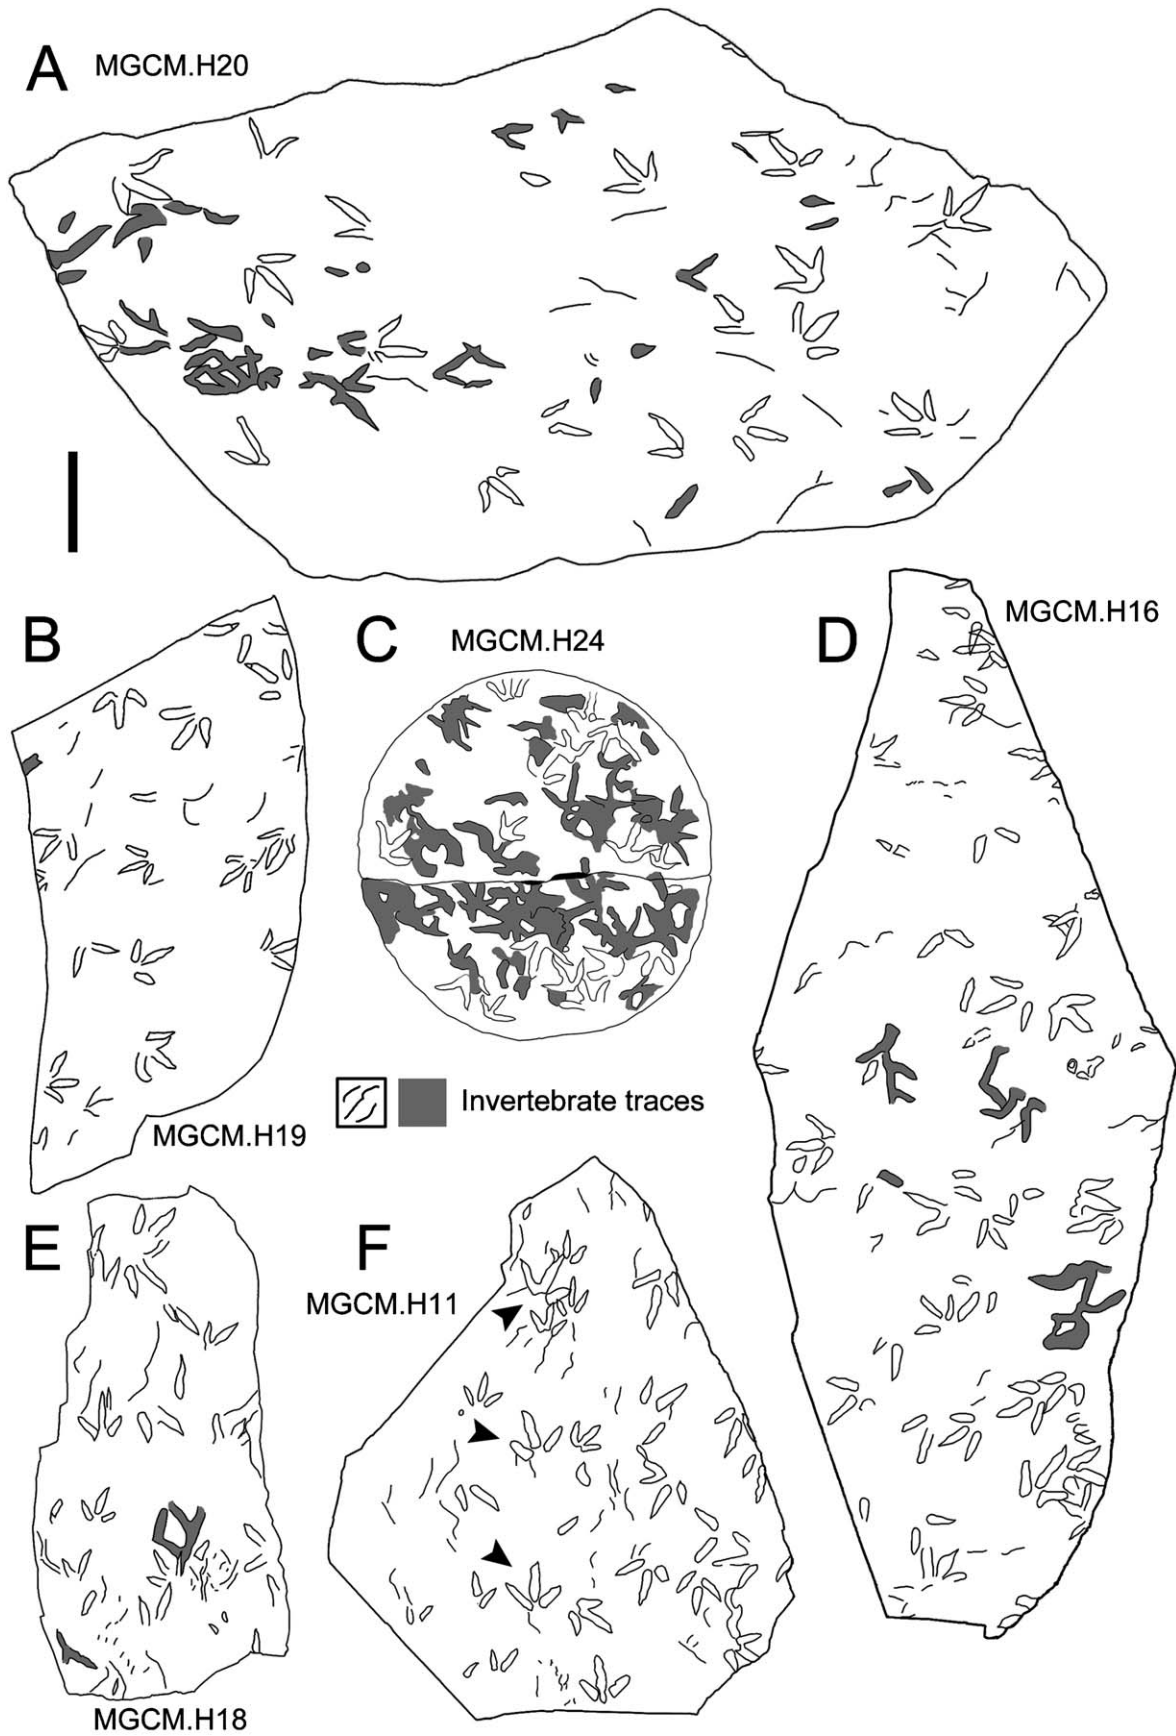 A MGCM.H20
B
MGCM.H19
C MGCM.H24
D MGCM.H16
Invertebrate traces
E
MGCM.H18
F
MGCM.H11